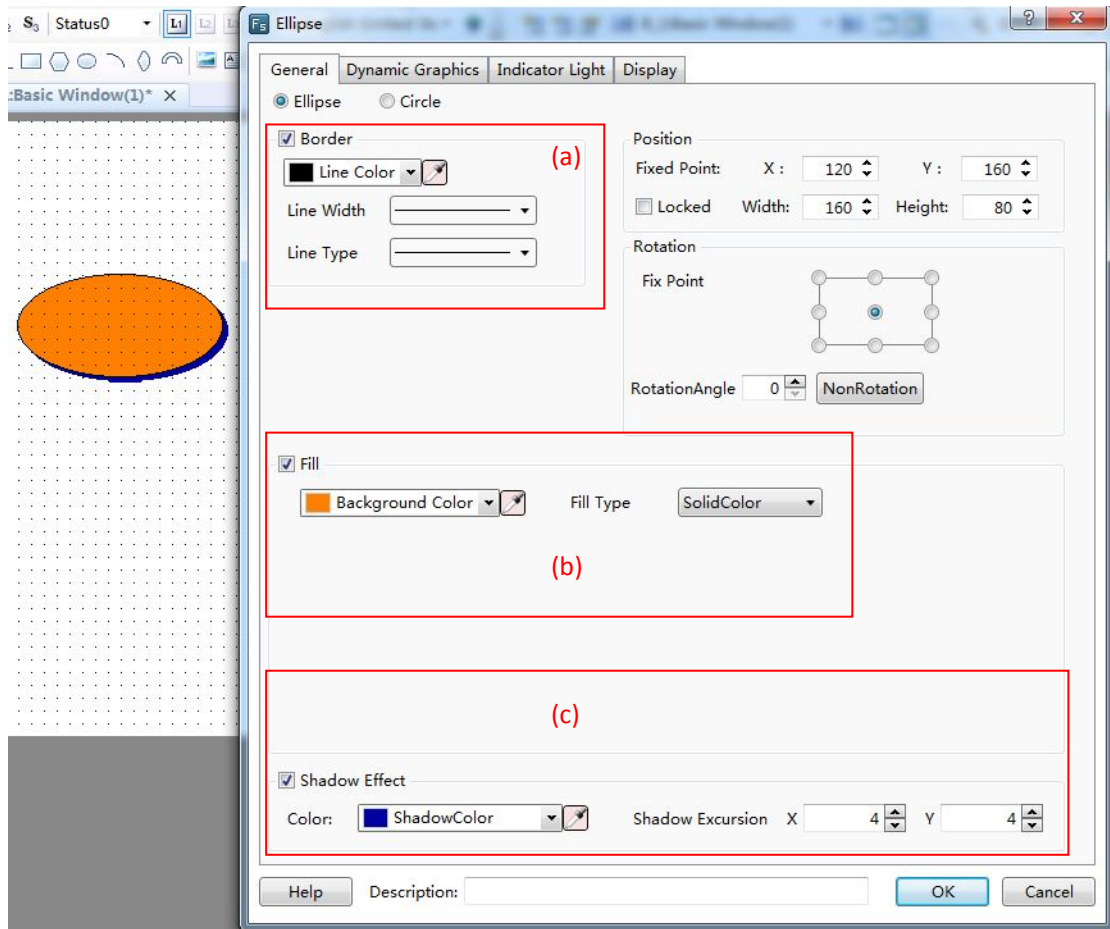 S₃ Status0 L1 L2
Fs Ellipse
:Basic Window(1)* X
General Dynamic Graphics Indicator Light Display
Ellipse Circle
Border
(a)
Line Color
Line Width
Line Type
Position
Fixed Point: X : 120 Y : 160
Locked Width: 160 Height: 80
Rotation
Fix Point
RotationAngle 0 NonRotation
Fill
Background Color Fill Type SolidColor
(b)
(c)
Shadow Effect
Color: ShadowColor Shadow Excursion X 4 Y 4
Help Description: OK Cancel